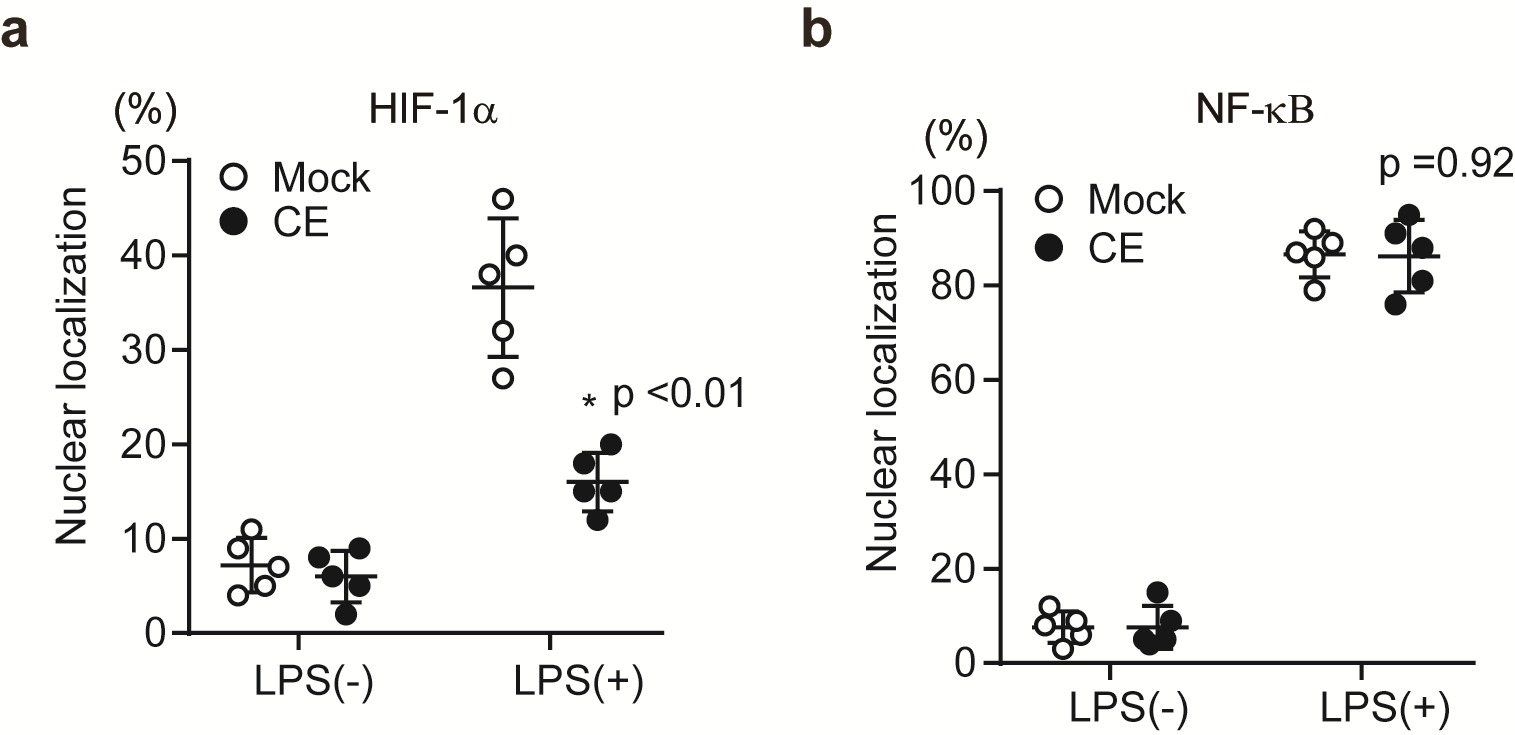 a
(%)
HIF-1α
50
Mock
40
CE
30
Nuclear localization
* p <0.01
20
10
0
LPS(-)
LPS(+)
b
(%)
NF-κB
p =0.92
100
Mock
80
CE
60
Nuclear localization
40
20
0
LPS(-)
LPS(+)